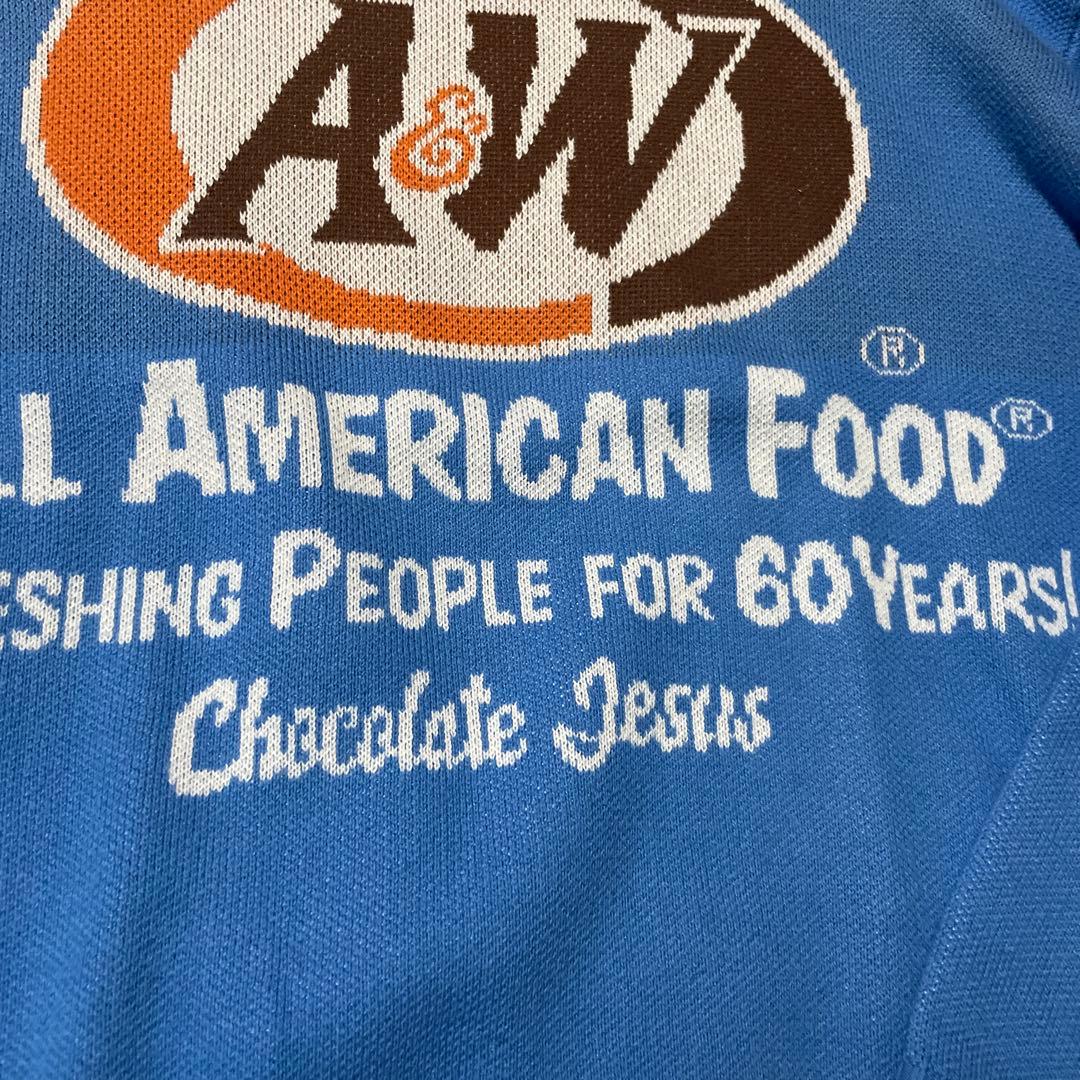 A&W
®
LL AMERICAN FOOD®
ESHING PEOPLE FOR 60 YEARS!
Chocolate Jesus